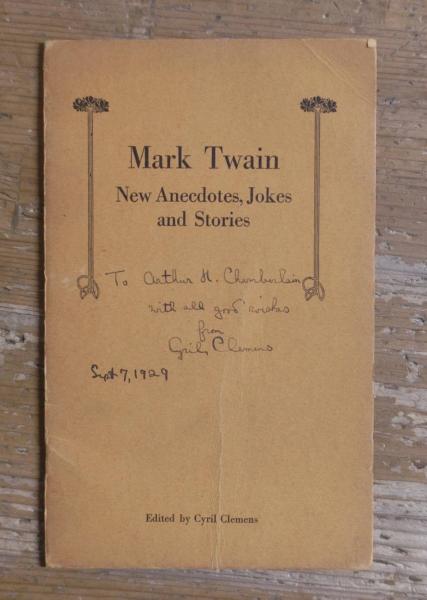 Mark Twain
New Anecdotes, Jokes
and Stories
To Arthur H. Chamberlain
with all good wishes
from
Cyril Clemens
Sept 7, 1929
Edited by Cyril Clemens